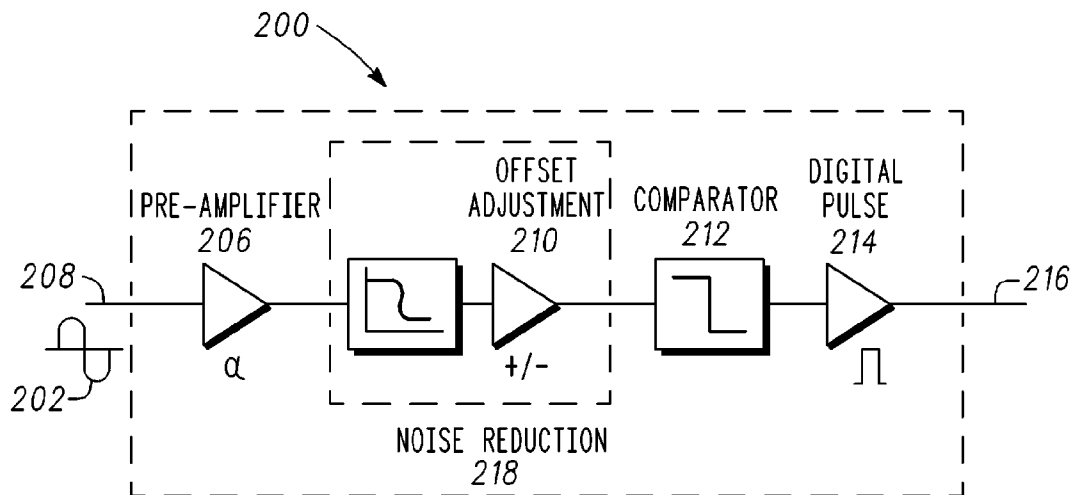 200
OFFSET
ADJUSTMENT
210
PRE-AMPLIFIER
206
COMPARATOR
212
DIGITAL
PULSE
214
208
216
202
α
+/-
NOISE REDUCTION
218